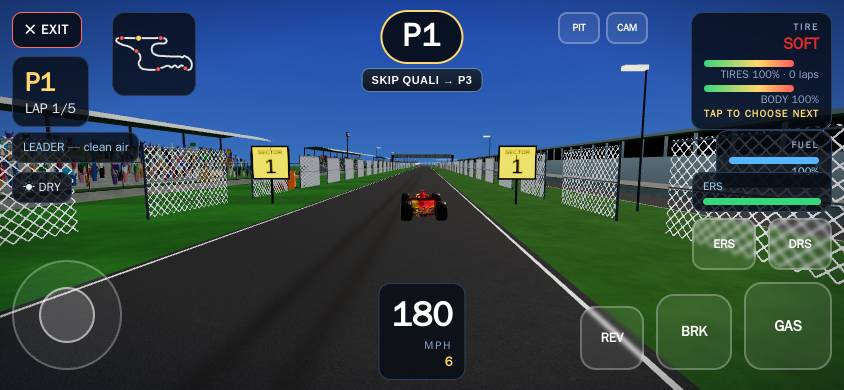 ✕ EXIT
P1
LAP 1/5
LEADER — clean air
☀ DRY
P1
SKIP QUALI → P3
PIT
CAM
TIRE
SOFT
TIRES 100% · 0 laps
BODY 100%
TAP TO CHOOSE NEXT
FUEL
100%
ERS
ERS
DRS
SECTOR
1
SECTOR
1
180
MPH
6
REV
BRK
GAS